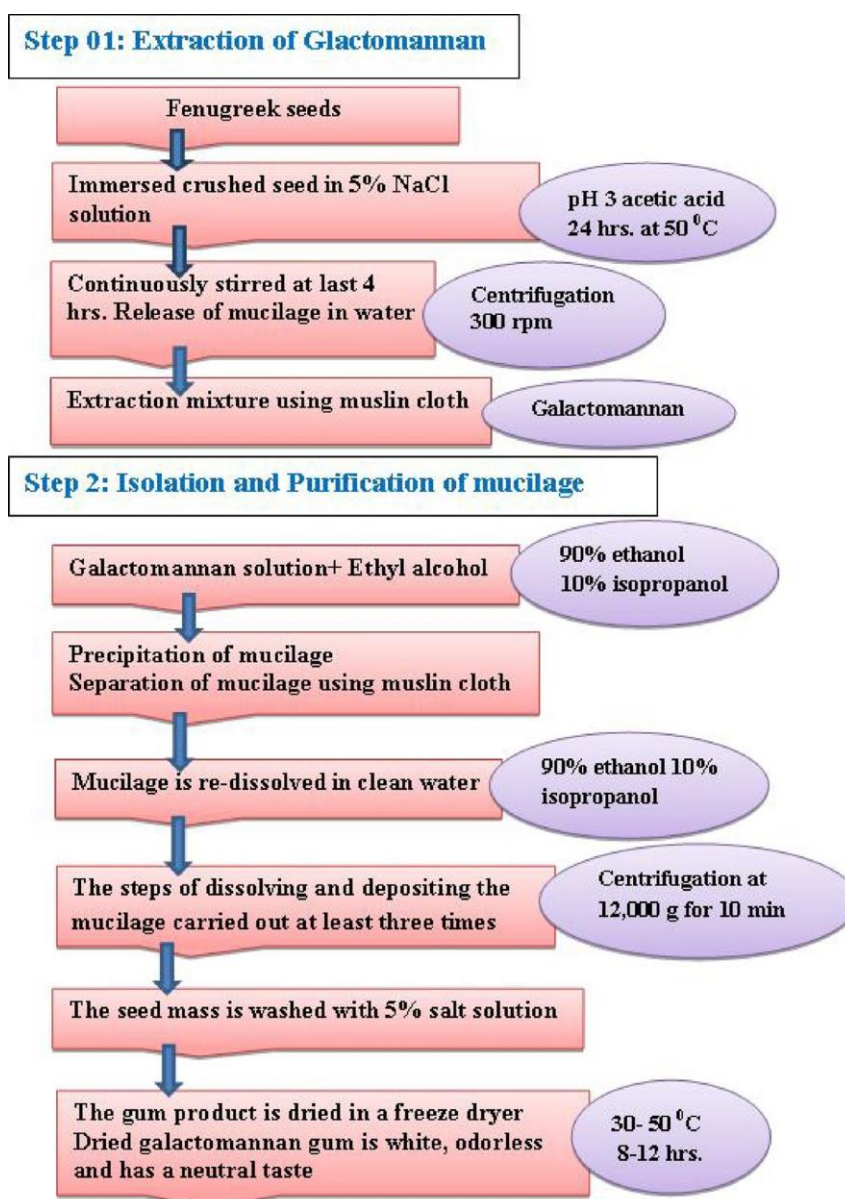 Step 01: Extraction of Glactomannan
Fenugreek seeds
Immersed crushed seed in 5% NaCl
solution
pH 3 acetic acid
24 hrs. at 50 ⁰C
Continuously stirred at last 4
hrs. Release of mucilage in water
Centrifugation
300 rpm
Extraction mixture using muslin cloth
Galactomannan
Step 2: Isolation and Purification of mucilage
Galactomannan solution+ Ethyl alcohol
90% ethanol
10% isopropanol
Precipitation of mucilage
Separation of mucilage using muslin cloth
Mucilage is re-dissolved in clean water
90% ethanol 10%
isopropanol
The steps of dissolving and depositing the
mucilage carried out at least three times
Centrifugation at
12,000 g for 10 min
The seed mass is washed with 5% salt solution
The gum product is dried in a freeze dryer
Dried galactomannan gum is white, odorless
and has a neutral taste
30- 50 ⁰C
8-12 hrs.